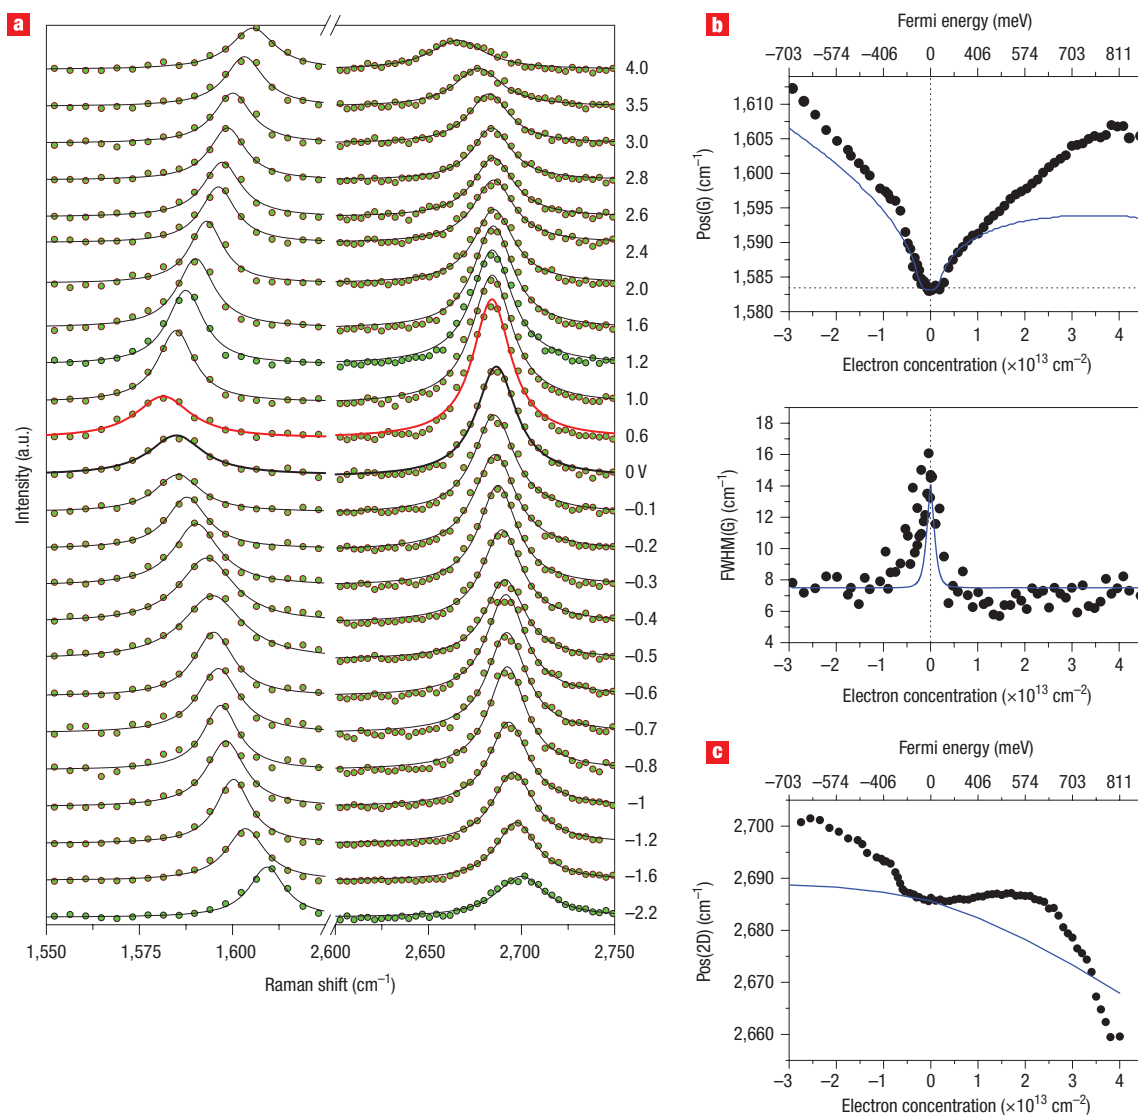 a
Intensity (a.u.)
4.0
3.5
3.0
2.8
2.6
2.4
2.0
1.6
1.2
1.0
0.6
0 V
–0.1
–0.2
–0.3
–0.4
–0.5
–0.6
–0.7
–0.8
–1
–1.2
–1.6
–2.2
1,550 1,600 2,600 2,600 2,650 2,700 2,750
Raman shift (cm–1)
b
Fermi energy (meV)
–703 –574 –406 0 406 574 703 811
Pos(G) (cm–1)
1,610
1,605
1,600
1,595
1,590
1,585
1,580
–3 –2 –1 0 1 2 3 4
Electron concentration (×1013 cm–2)
FWHM(G) (cm–1)
18
16
14
12
10
8
6
4
–3 –2 –1 0 1 2 3 4
Electron concentration (×1013 cm–2)
c
Fermi energy (meV)
–703 –574 –406 0 406 574 703 811
Pos(2D) (cm–1)
2,700
2,690
2,680
2,670
2,660
–3 –2 –1 0 1 2 3 4
Electron concentration (×1013 cm–2)